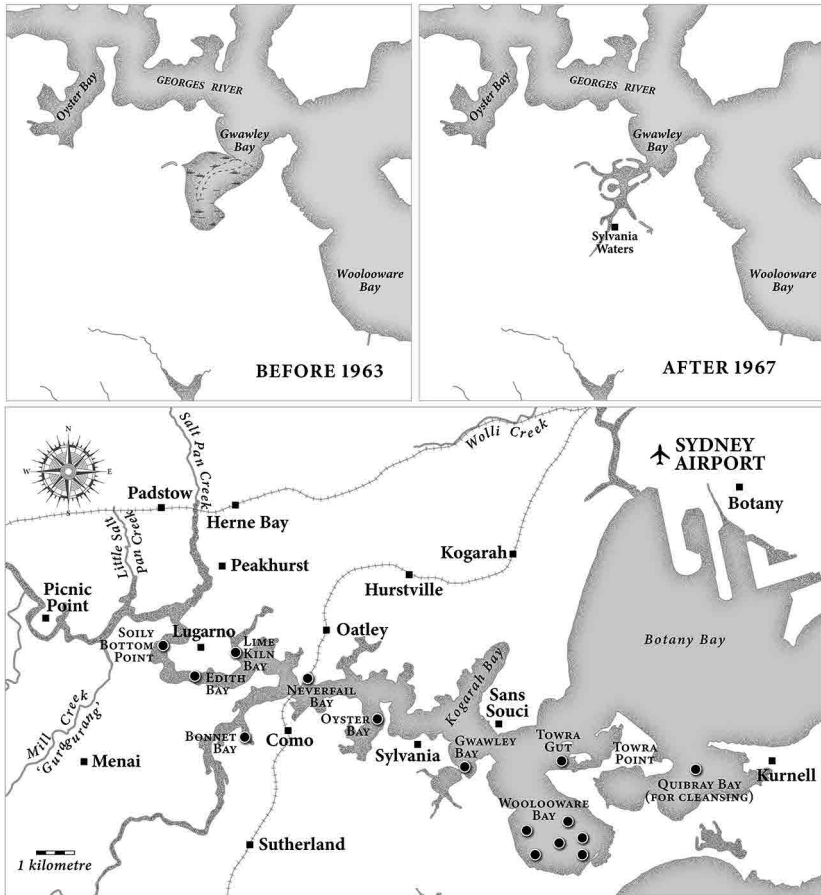 Oyster Bay
GEORGES RIVER
Gwawley
Bay
Woolooware
Bay
BEFORE 1963
Oyster Bay
GEORGES RIVER
Gwawley
Bay
Sylvania
Waters
Woolooware
Bay
AFTER 1967
N
W
E
S
Salt Pan Creek
Wolli Creek
SYDNEY
AIRPORT
Botany
Padstow
Herne Bay
Little Salt
Pan Creek
Peakhurst
Kogarah
Hurstville
Picnic
Point
Soily
Bottom
Point
Lugarno
Lime
Kiln
Bay
Oatley
Botany Bay
Edith
Bay
Neverfail
Bay
Kogarah Bay
Sans
Souci
Mill Creek
'Guragurang'
Bonnet
Bay
Como
Oyster
Bay
Sylvania
Gwawley
Bay
Towra
Gut
Towra
Point
Menai
Quibray Bay
(for cleansing)
Kurnell
Woolooware
Bay
Sutherland
1 kilometre